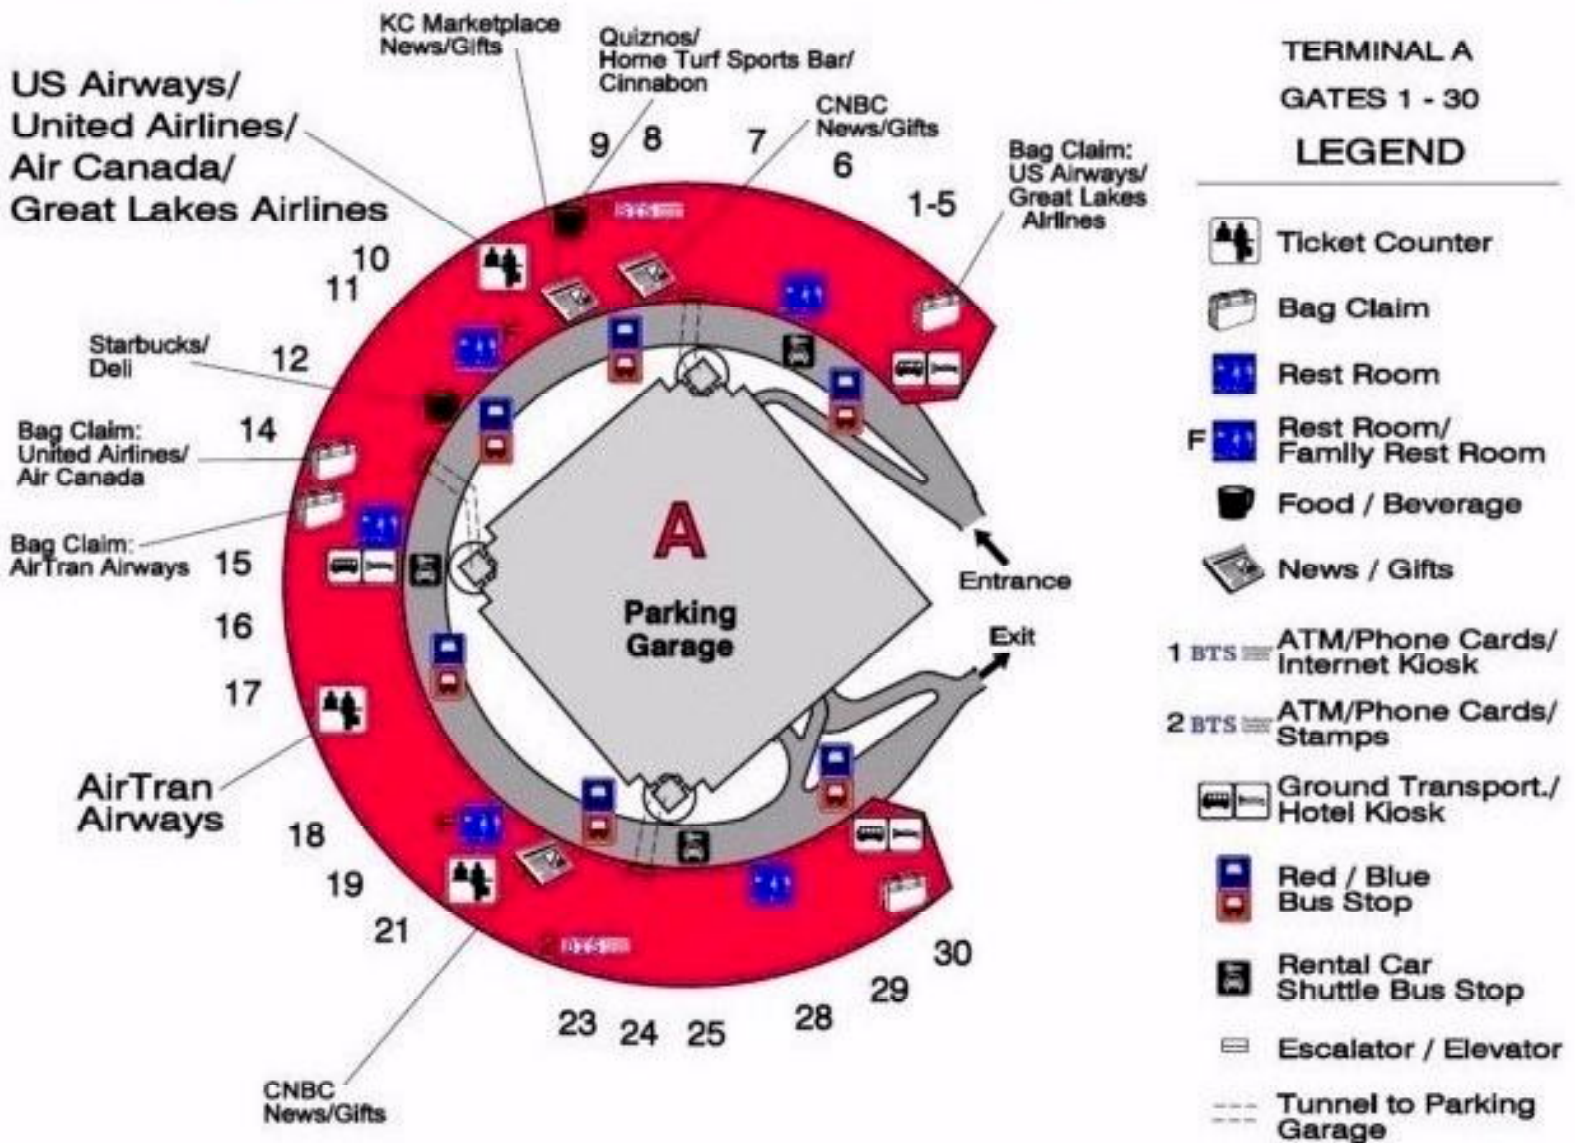 KC Marketplace
News/Gifts
Quiznos/
Home Turf Sports Bar/
Cinnabon
CNBC
News/Gifts
US Airways/
United Airlines/
Air Canada/
Great Lakes Airlines
Bag Claim:
US Airways/
Great Lakes
Airlines
9
8
7
6
1-5
10
11
12
14
15
16
17
18
19
21
23
24
25
28
29
30
Starbucks/
Deli
Bag Claim:
United Airlines/
Air Canada
Bag Claim:
AirTran Airways
AirTran
Airways
CNBC
News/Gifts
BTS
F
BTS
A
Parking
Garage
Entrance
Exit
TERMINAL A
GATES 1 - 30
LEGEND
Ticket Counter
Bag Claim
Rest Room
F
Rest Room/
Family Rest Room
Food / Beverage
News / Gifts
1 BTS
ATM/Phone Cards/
Internet Kiosk
2 BTS
ATM/Phone Cards/
Stamps
Ground Transport./
Hotel Kiosk
Red / Blue
Bus Stop
Rental Car
Shuttle Bus Stop
Escalator / Elevator
Tunnel to Parking
Garage